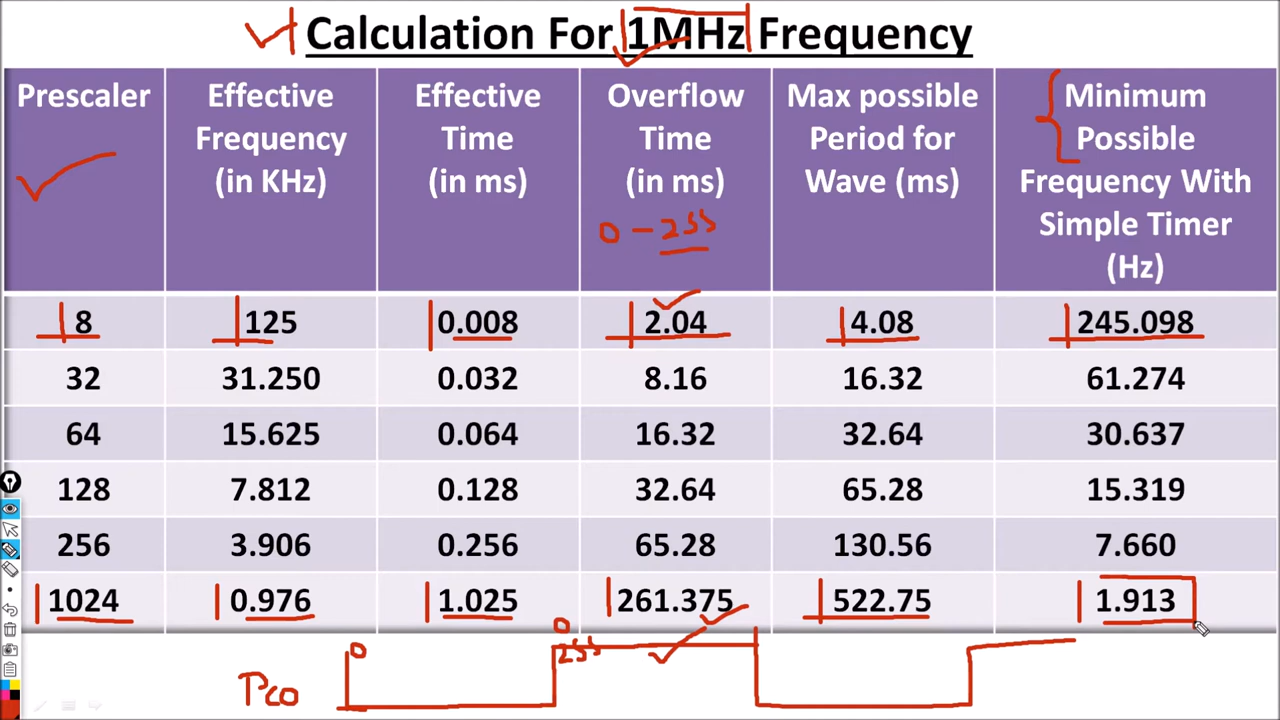 Calculation For 1MHz Frequency
Prescaler
Effective
Frequency
(in KHz)
Effective
Time
(in ms)
Overflow
Time
(in ms)
0 - 255
Max possible
Period for
Wave (ms)
Minimum
Possible
Frequency With
Simple Timer
(Hz)
8 125 0.008 2.04 4.08 245.098
32 31.250 0.032 8.16 16.32 61.274
64 15.625 0.064 16.32 32.64 30.637
128 7.812 0.128 32.64 65.28 15.319
256 3.906 0.256 65.28 130.56 7.660
1024 0.976 1.025 261.375 522.75 1.913
0
0
255